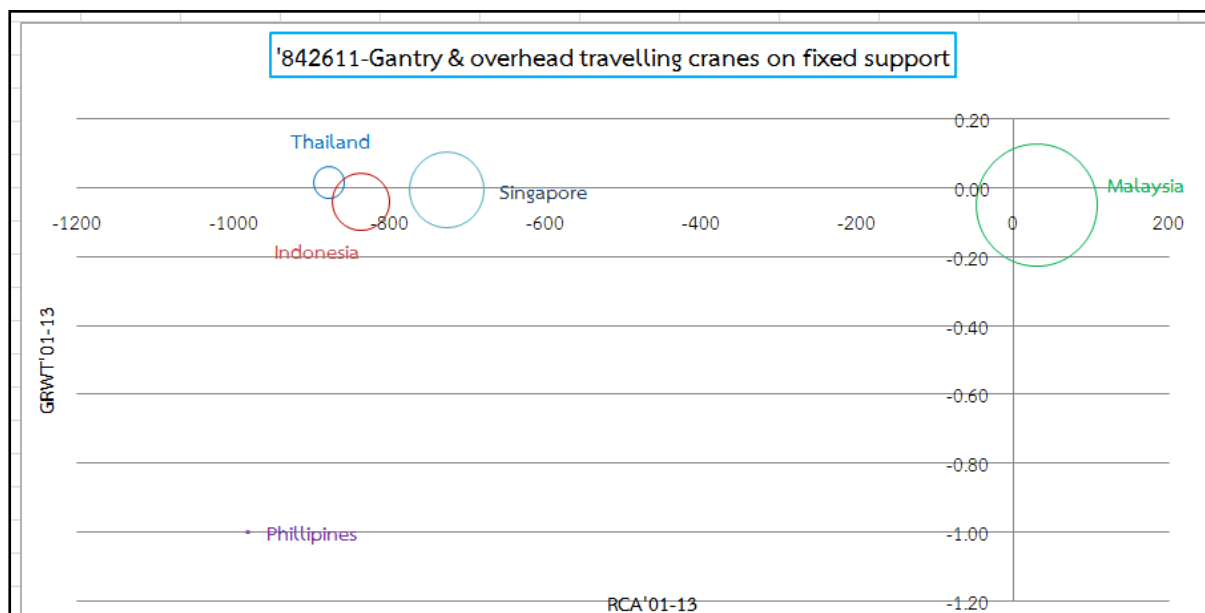 '842611-Gantry & overhead travelling cranes on fixed support
0.20
Thailand
Malaysia
0.00
Singapore
-1200 -1000 -800 -600 -400 -200 0 200
Indonesia
-0.20
-0.40
GRWT'01-13
-0.60
-0.80
Phillipines
-1.00
RCA'01-13
-1.20